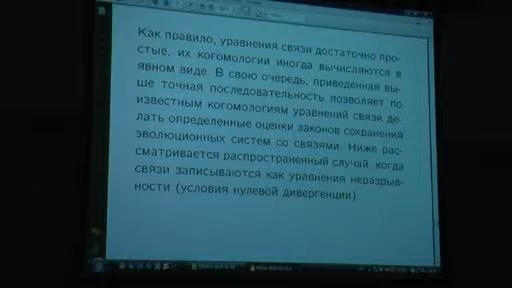 Как правило, уравнения связи достаточно про-
стые, их когомологии иногда вычисляются в
явном виде. В свою очередь, приведенная вы-
ше точная последовательность позволяет по
известным когомологиям уравнений связи де-
лать определенные оценки законов сохранения
эволюционных систем со связями. Ниже рас-
сматривается распространенный случай, когда
связи записываются как уравнения неразрыв-
ности (условия нулевой дивергенции).